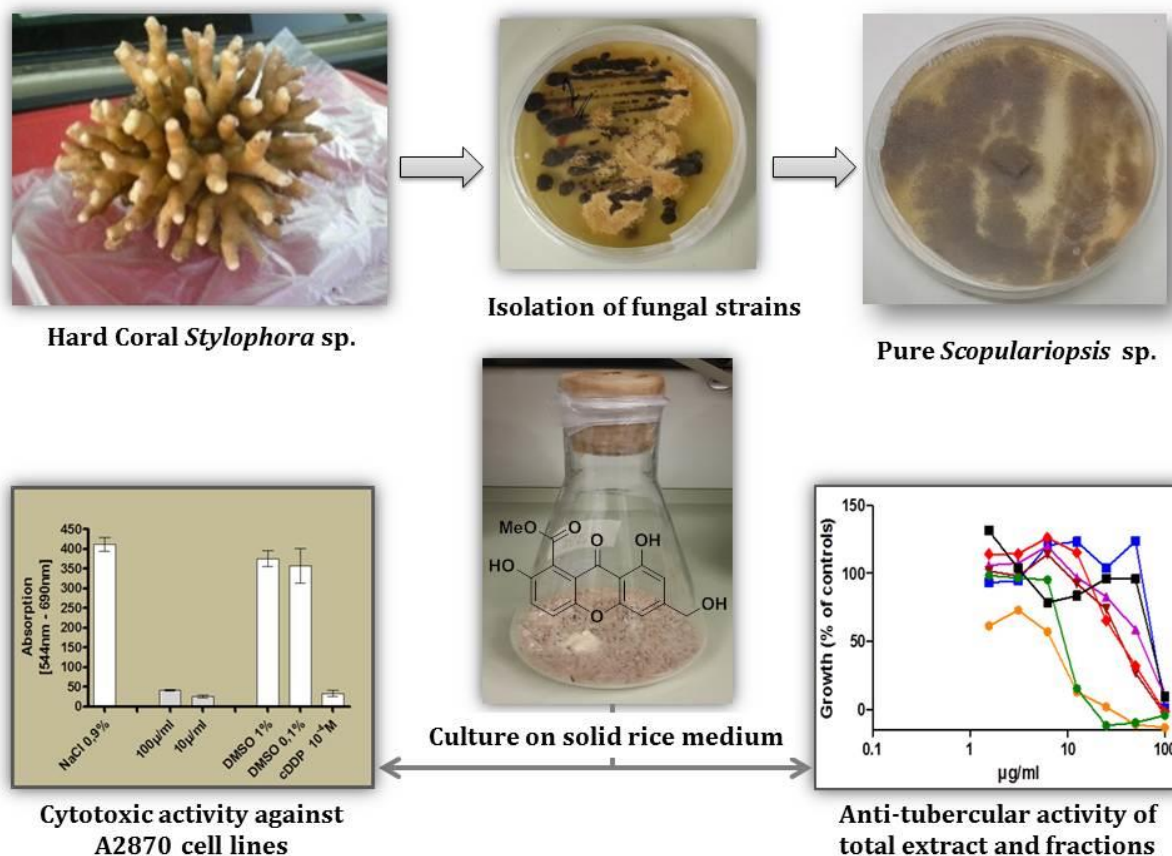 Hard Coral Stylophora sp.
Isolation of fungal strains
Pure Scopulariopsis sp.
MeO
O
O
OH
HO
O
OH
Culture on solid rice medium
Absorption
[544nm - 690nm]
450
400
350
300
250
200
150
100
50
0
NaCl 0,9%
100µ/ml
10µ/ml
DMSO 1%
DMSO 0,1%
cDDP 10⁻⁴M
Cytotoxic activity against
A2870 cell lines
Growth (% of controls)
150
100
50
0
0.1
1
10
100
µg/ml
Anti-tubercular activity of
total extract and fractions